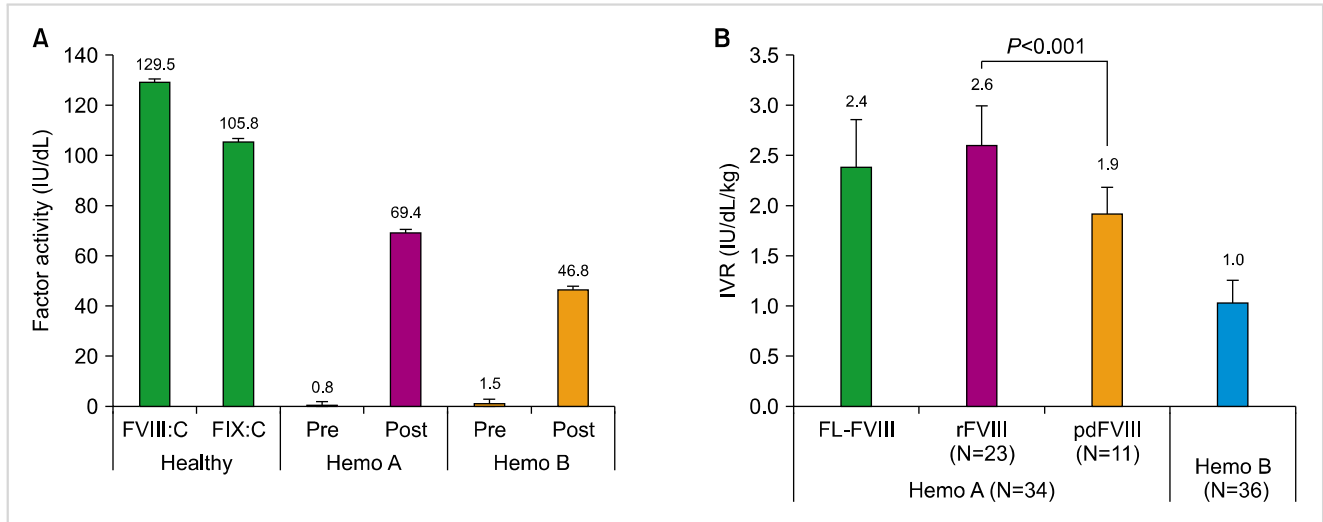 A
Factor activity (IU/dL)
140
120
100
80
60
40
20
0
129.5
105.8
0.8
69.4
1.5
46.8
FVIII:C FIX:C Pre Post Pre Post
Healthy Hemo A Hemo B
B
P<0.001
IVR (IU/dL/kg)
3.5
3.0
2.5
2.0
1.5
1.0
0.5
0.0
2.4
2.6
1.9
1.0
FL-FVIII rFVIII pdFVIII
(N=23) (N=11)
Hemo A (N=34)
Hemo B
(N=36)